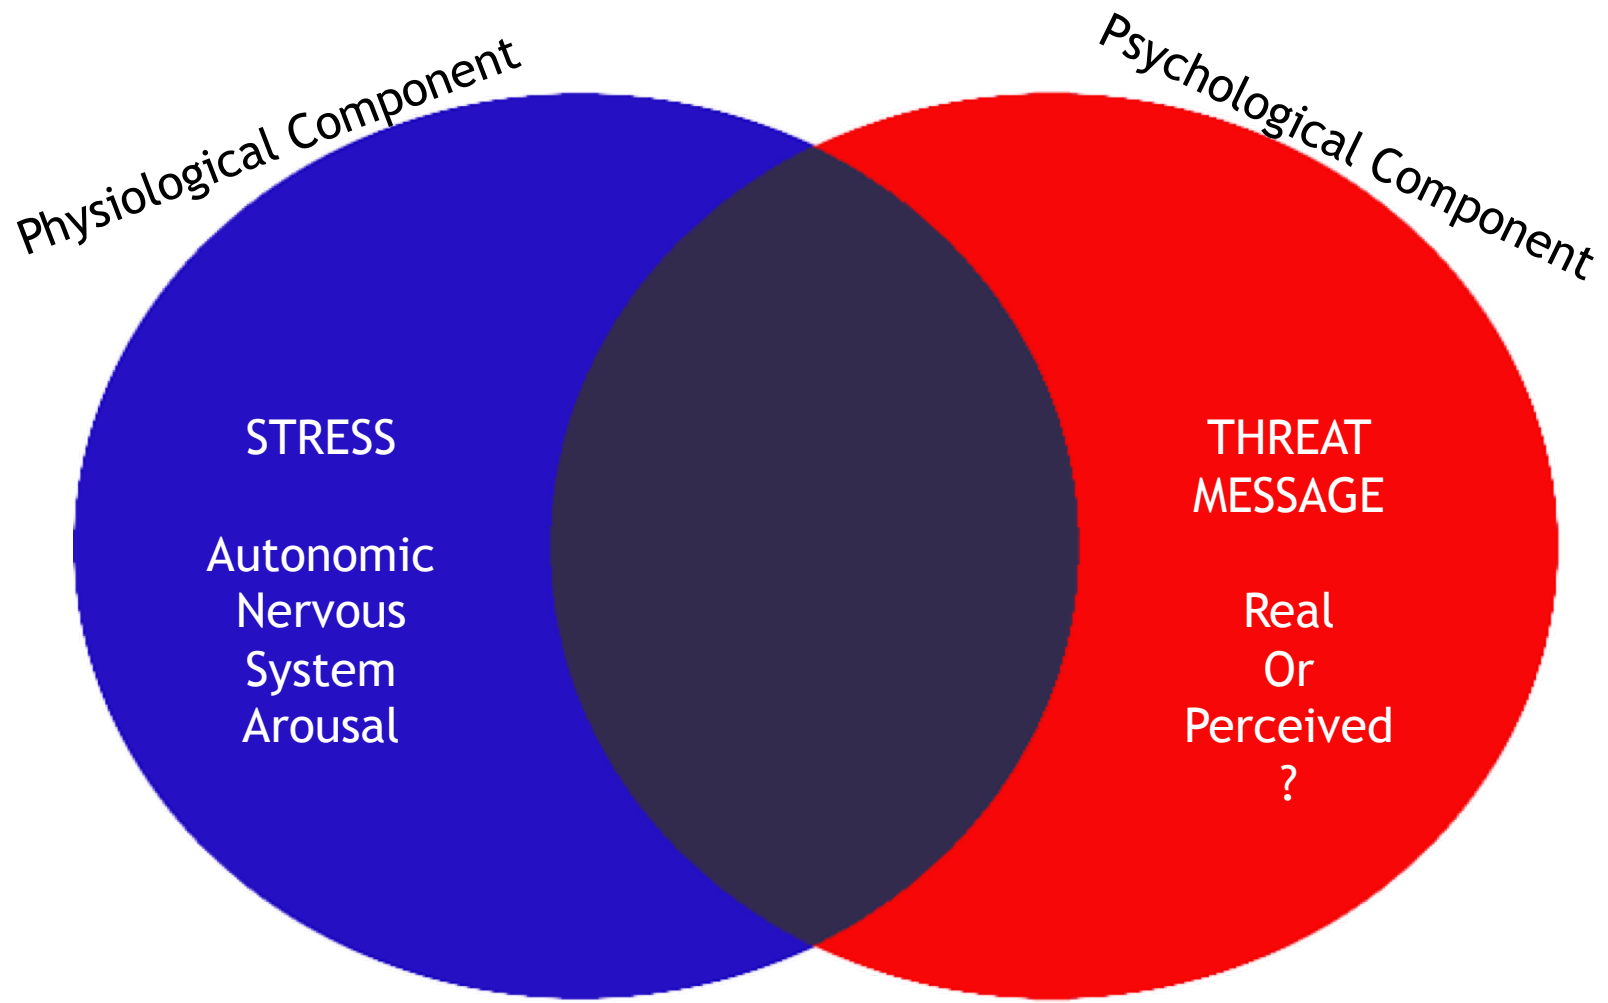 Physiological Component
Psychological Component
STRESS
Autonomic
Nervous
System
Arousal
THREAT
MESSAGE
Real
Or
Perceived
?